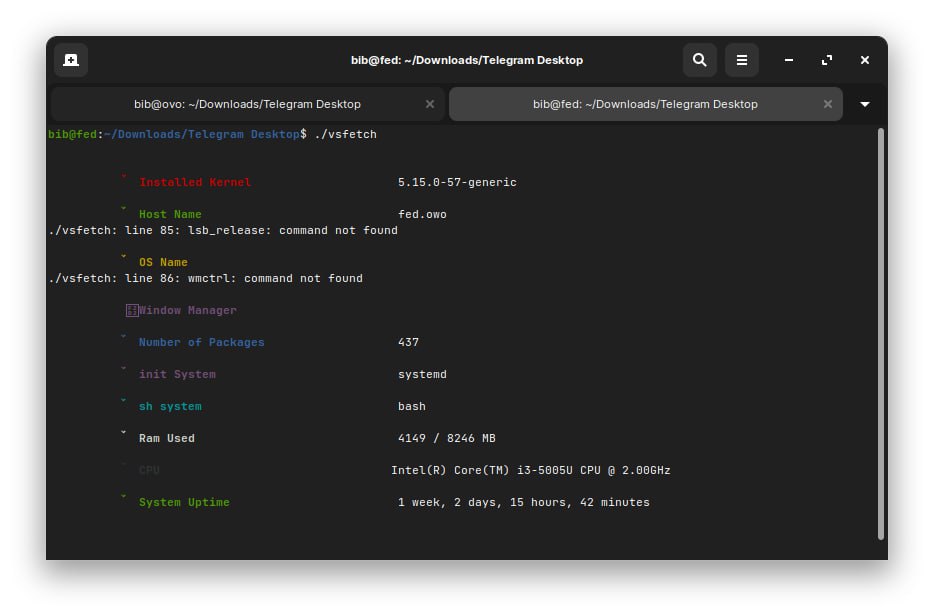 bib@fed: ~/Downloads/Telegram Desktop
bib@ovo: ~/Downloads/Telegram Desktop
bib@fed: ~/Downloads/Telegram Desktop
bib@fed:~/Downloads/Telegram Desktop$ ./vsfetch
Installed Kernel 5.15.0-57-generic
Host Name fed.owo
./vsfetch: line 85: lsb_release: command not found
OS Name
./vsfetch: line 86: wmctrl: command not found
Window Manager
Number of Packages 437
init System systemd
sh system bash
Ram Used 4149 / 8246 MB
CPU Intel(R) Core(TM) i3-5005U CPU @ 2.00GHz
System Uptime 1 week, 2 days, 15 hours, 42 minutes